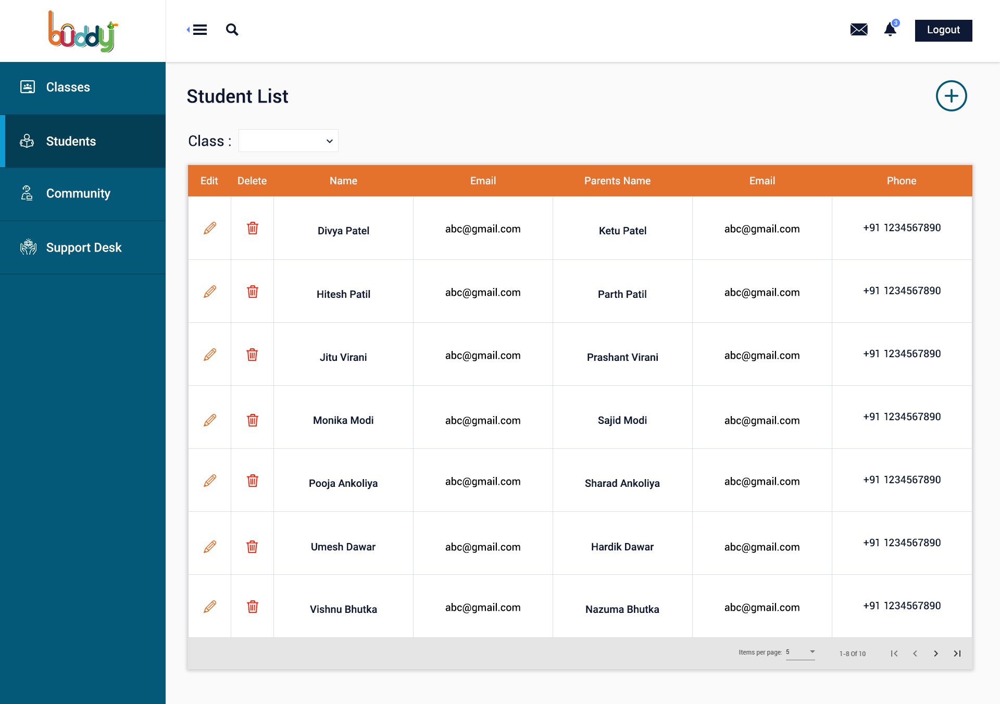 buddy
3
Logout
Classes
Students
Community
Support Desk
Student List
Class :
Edit Delete Name Email Parents Name Email Phone
Divya Patel abc@gmail.com Ketu Patel abc@gmail.com +91 1234567890
Hitesh Patil abc@gmail.com Parth Patil abc@gmail.com +91 1234567890
Jitu Virani abc@gmail.com Prashant Virani abc@gmail.com +91 1234567890
Monika Modi abc@gmail.com Sajid Modi abc@gmail.com +91 1234567890
Pooja Ankoliya abc@gmail.com Sharad Ankoliya abc@gmail.com +91 1234567890
Umesh Dawar abc@gmail.com Hardik Dawar abc@gmail.com +91 1234567890
Vishnu Bhutka abc@gmail.com Nazuma Bhutka abc@gmail.com +91 1234567890
Items per page: 5 1-8 Of 10